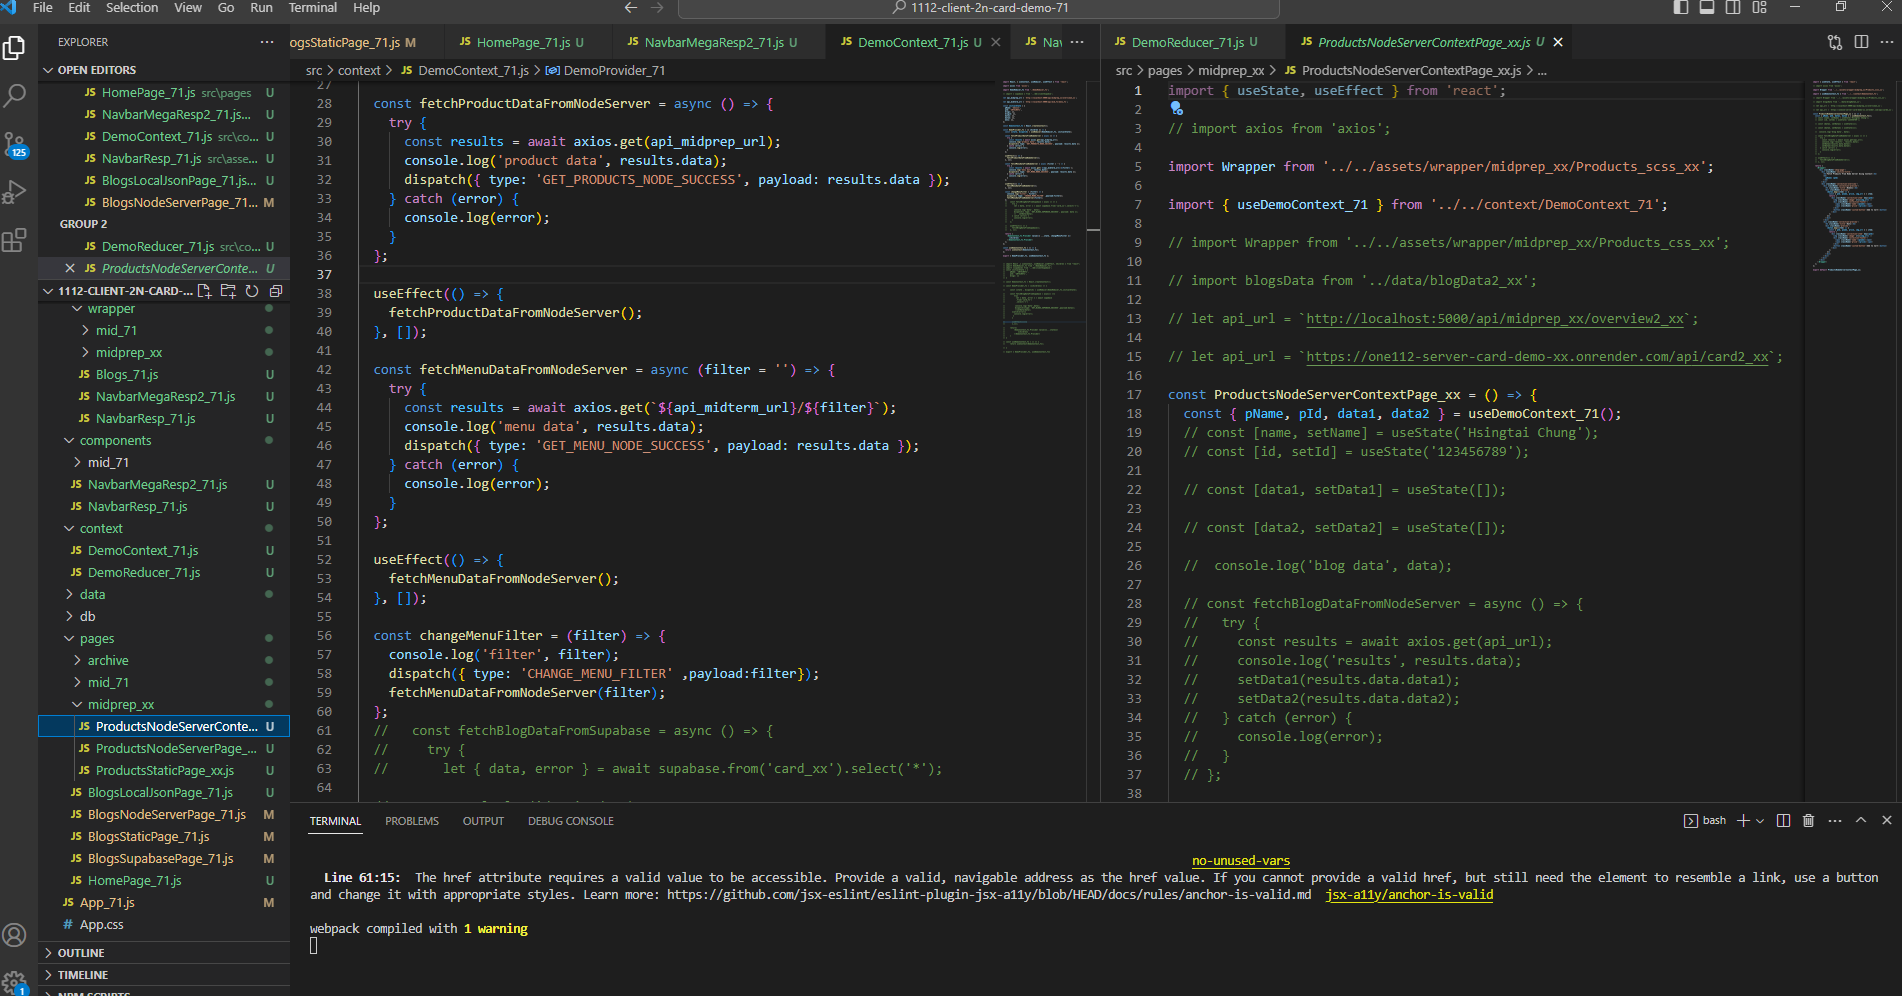 File Edit Selection View Go Run Terminal Help
1112-client-2n-card-demo-71
EXPLORER
OPEN EDITORS
JS HomePage_71.js src\pages U
JS NavbarMegaResp2_71.js... U
JS DemoContext_71.js src\co... U
JS NavbarResp_71.js src\asse... U
JS BlogsLocalJsonPage_71.js... U
JS BlogsNodeServerPage_71... M
GROUP 2
JS DemoReducer_71.js src\co... U
JS ProductsNodeServerConte... U
1112-CLIENT-2N-CARD-...
wrapper
mid_71
midprep_xx
JS Blogs_71.js U
JS NavbarMegaResp2_71.js U
JS NavbarResp_71.js U
components
mid_71
JS NavbarMegaResp2_71.js U
JS NavbarResp_71.js U
context
JS DemoContext_71.js U
JS DemoReducer_71.js U
data
db
pages
archive
mid_71
midprep_xx
JS ProductsNodeServerConte... U
JS ProductsNodeServerPage_... U
JS ProductsStaticPage_xx.js U
JS BlogsLocalJsonPage_71.js U
JS BlogsNodeServerPage_71.js M
JS BlogsStaticPage_71.js M
JS BlogsSupabasePage_71.js M
JS HomePage_71.js U
JS App_71.js M
# App.css
OUTLINE
TIMELINE
NPM SCRIPTS
125
1
ogsStaticPage_71.js M JS HomePage_71.js U JS NavbarMegaResp2_71.js U JS DemoContext_71.js U JS Nav
src > context > JS DemoContext_71.js > DemoProvider_71
27
28 const fetchProductDataFromNodeServer = async () => {
29 try {
30 const results = await axios.get(api_midprep_url);
31 console.log('product data', results.data);
32 dispatch({ type: 'GET_PRODUCTS_NODE_SUCCESS', payload: results.data });
33 } catch (error) {
34 console.log(error);
35 }
36 };
37
38 useEffect(() => {
39 fetchProductDataFromNodeServer();
40 }, []);
41
42 const fetchMenuDataFromNodeServer = async (filter = '') => {
43 try {
44 const results = await axios.get(`${api_midterm_url}/${filter}`);
45 console.log('menu data', results.data);
46 dispatch({ type: 'GET_MENU_NODE_SUCCESS', payload: results.data });
47 } catch (error) {
48 console.log(error);
49 }
50 };
51
52 useEffect(() => {
53 fetchMenuDataFromNodeServer();
54 }, []);
55
56 const changeMenuFilter = (filter) => {
57 console.log('filter', filter);
58 dispatch({ type: 'CHANGE_MENU_FILTER' ,payload:filter});
59 fetchMenuDataFromNodeServer(filter);
60 };
61 // const fetchBlogDataFromSupabase = async () => {
62 // try {
63 // let { data, error } = await supabase.from('card_xx').select('*');
64
JS DemoReducer_71.js U JS ProductsNodeServerContextPage_xx.js U
src > pages > midprep_xx > JS ProductsNodeServerContextPage_xx.js > ...
1 import { useState, useEffect } from 'react';
2
3 // import axios from 'axios';
4
5 import Wrapper from '../../assets/wrapper/midprep_xx/Products_scss_xx';
6
7 import { useDemoContext_71 } from '../../context/DemoContext_71';
8
9 // import Wrapper from '../../assets/wrapper/midprep_xx/Products_css_xx';
10
11 // import blogsData from '../data/blogData2_xx';
12
13 // let api_url = `http://localhost:5000/api/midprep_xx/overview2_xx`;
14
15 // let api_url = `https://one112-server-card-demo-xx.onrender.com/api/card2_xx`;
16
17 const ProductsNodeServerContextPage_xx = () => {
18 const { pName, pId, data1, data2 } = useDemoContext_71();
19 // const [name, setName] = useState('Hsingtai Chung');
20 // const [id, setId] = useState('123456789');
21
22 // const [data1, setData1] = useState([]);
23
24 // const [data2, setData2] = useState([]);
25
26 // console.log('blog data', data);
27
28 // const fetchBlogDataFromNodeServer = async () => {
29 // try {
30 // const results = await axios.get(api_url);
31 // console.log('results', results.data);
32 // setData1(results.data.data1);
33 // setData2(results.data.data2);
34 // } catch (error) {
35 // console.log(error);
36 // }
37 // };
38
TERMINAL PROBLEMS OUTPUT DEBUG CONSOLE
bash
no-unused-vars
Line 61:15: The href attribute requires a valid value to be accessible. Provide a valid, navigable address as the href value. If you cannot provide a valid href, but still need the element to resemble a link, use a button
and change it with appropriate styles. Learn more: https://github.com/jsx-eslint/eslint-plugin-jsx-a11y/blob/HEAD/docs/rules/anchor-is-valid.md jsx-a11y/anchor-is-valid
webpack compiled with 1 warning